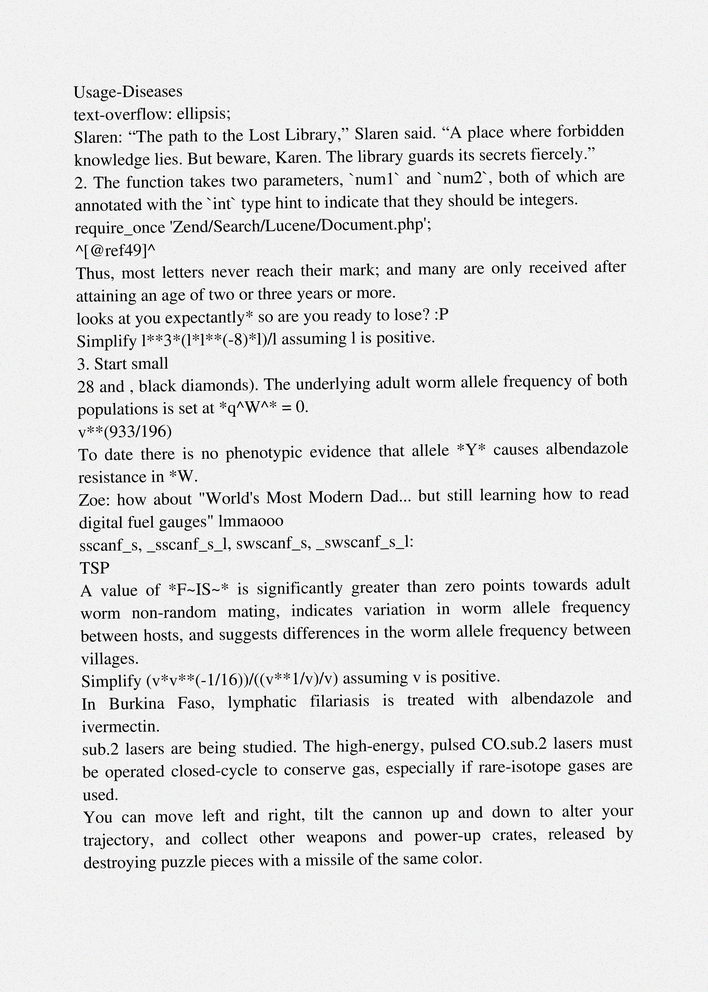 Usage-Diseases
text-overflow: ellipsis;
Slaren: “The path to the Lost Library,” Slaren said. “A place where forbidden
knowledge lies. But beware, Karen. The library guards its secrets fiercely.”
2. The function takes two parameters, `num1` and `num2`, both of which are
annotated with the `int` type hint to indicate that they should be integers.
require_once 'Zend/Search/Lucene/Document.php';
^[@ref49]^
Thus, most letters never reach their mark; and many are only received after
attaining an age of two or three years or more.
looks at you expectantly* so are you ready to lose? :P
Simplify l**3*(l*l**(-8)*l)/l assuming l is positive.
3. Start small
28 and , black diamonds). The underlying adult worm allele frequency of both
populations is set at *q^W^* = 0.
v**(933/196)
To date there is no phenotypic evidence that allele *Y* causes albendazole
resistance in *W.
Zoe: how about "World's Most Modern Dad... but still learning how to read
digital fuel gauges" lmmaooo
sscanf_s, _sscanf_s_l, swscanf_s, _swscanf_s_l:
TSP
A value of *F~IS~* is significantly greater than zero points towards adult
worm non-random mating, indicates variation in worm allele frequency
between hosts, and suggests differences in the worm allele frequency between
villages.
Simplify (v*v**(-1/16))/((v**1/v)/v) assuming v is positive.
In Burkina Faso, lymphatic filariasis is treated with albendazole and
ivermectin.
sub.2 lasers are being studied. The high-energy, pulsed CO.sub.2 lasers must
be operated closed-cycle to conserve gas, especially if rare-isotope gases are
used.
You can move left and right, tilt the cannon up and down to alter your
trajectory, and collect other weapons and power-up crates, released by
destroying puzzle pieces with a missile of the same color.